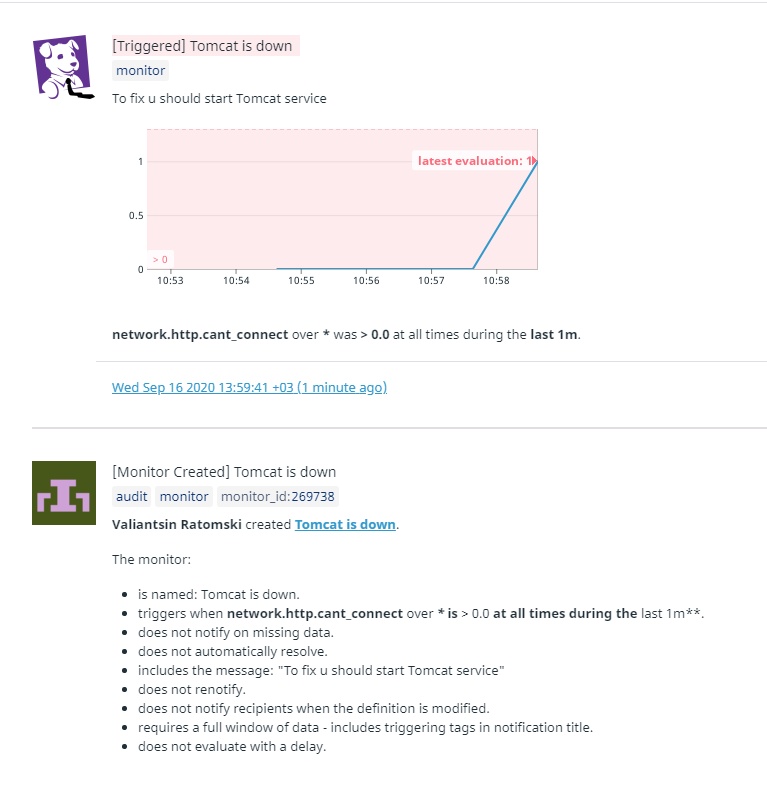 [Triggered] Tomcat is down
monitor
To fix u should start Tomcat service
latest evaluation: 1
1
0.5
> 0
0
10:53 10:54 10:55 10:56 10:57 10:58
network.http.cant_connect over * was > 0.0 at all times during the last 1m.
Wed Sep 16 2020 13:59:41 +03 (1 minute ago)
[Monitor Created] Tomcat is down
audit monitor monitor_id:269738
Valiantsin Ratomski created Tomcat is down.
The monitor:
• is named: Tomcat is down.
• triggers when network.http.cant_connect over * is > 0.0 at all times during the last 1m**.
• does not notify on missing data.
• does not automatically resolve.
• includes the message: "To fix u should start Tomcat service"
• does not renotify.
• does not notify recipients when the definition is modified.
• requires a full window of data - includes triggering tags in notification title.
• does not evaluate with a delay.